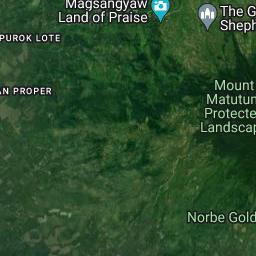 Magsangyaw
Land of Praise
The G
Sheph
PUROK LOTE
AN PROPER
Mount
Matutum
Protecte
Landscap
Norbe Gold